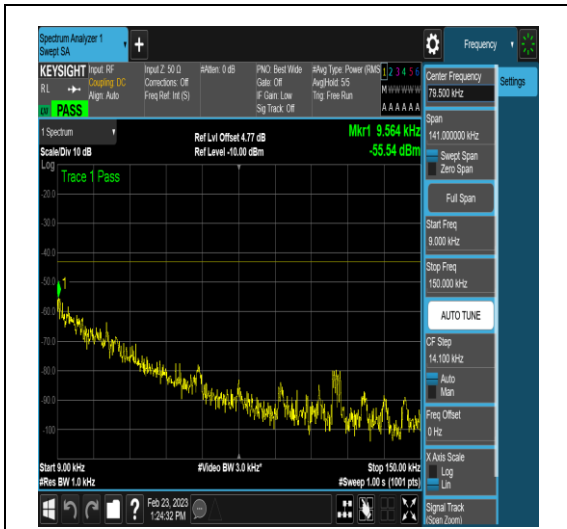 Spectrum Analyzer 1
Swept SA
Frequency
KEYSIGHT
RL
PASS
Input: RF
Coupling: DC
Align: Auto
Input Z: 50 Ω
Corrections: Off
Freq Ref: Int (S)
#Atten: 0 dB
PNO: Best Wide
Gate: Off
IF Gain: Low
Sig Track: Off
#Avg Type: Power (RMS)
Avg|Hold: 5/5
Trig: Free Run
1 2 3 4 5 6
M W W W W W
A A A A A A
1 Spectrum
Scale/Div 10 dB
Ref Lvl Offset 4.77 dB
Ref Level -10.00 dBm
Mkr1 9.564 kHz
-55.54 dBm
Log
Trace 1 Pass
-20.0
-30.0
-40.0
-50.0
-60.0
-70.0
-80.0
-90.0
-100
1
Start 9.00 kHz
#Res BW 1.0 kHz
#Video BW 3.0 kHz*
Stop 150.00 kHz
#Sweep 1.00 s (1001 pts)
Feb 23, 2023
1:24:32 PM
Center Frequency
79.500 kHz
Span
141.000000 kHz
Swept Span
Zero Span
Full Span
Start Freq
9.000 kHz
Stop Freq
150.000 kHz
AUTO TUNE
CF Step
14.100 kHz
Auto
Man
Freq Offset
0 Hz
X Axis Scale
Log
Lin
Signal Track
(Span Zoom)
Settings